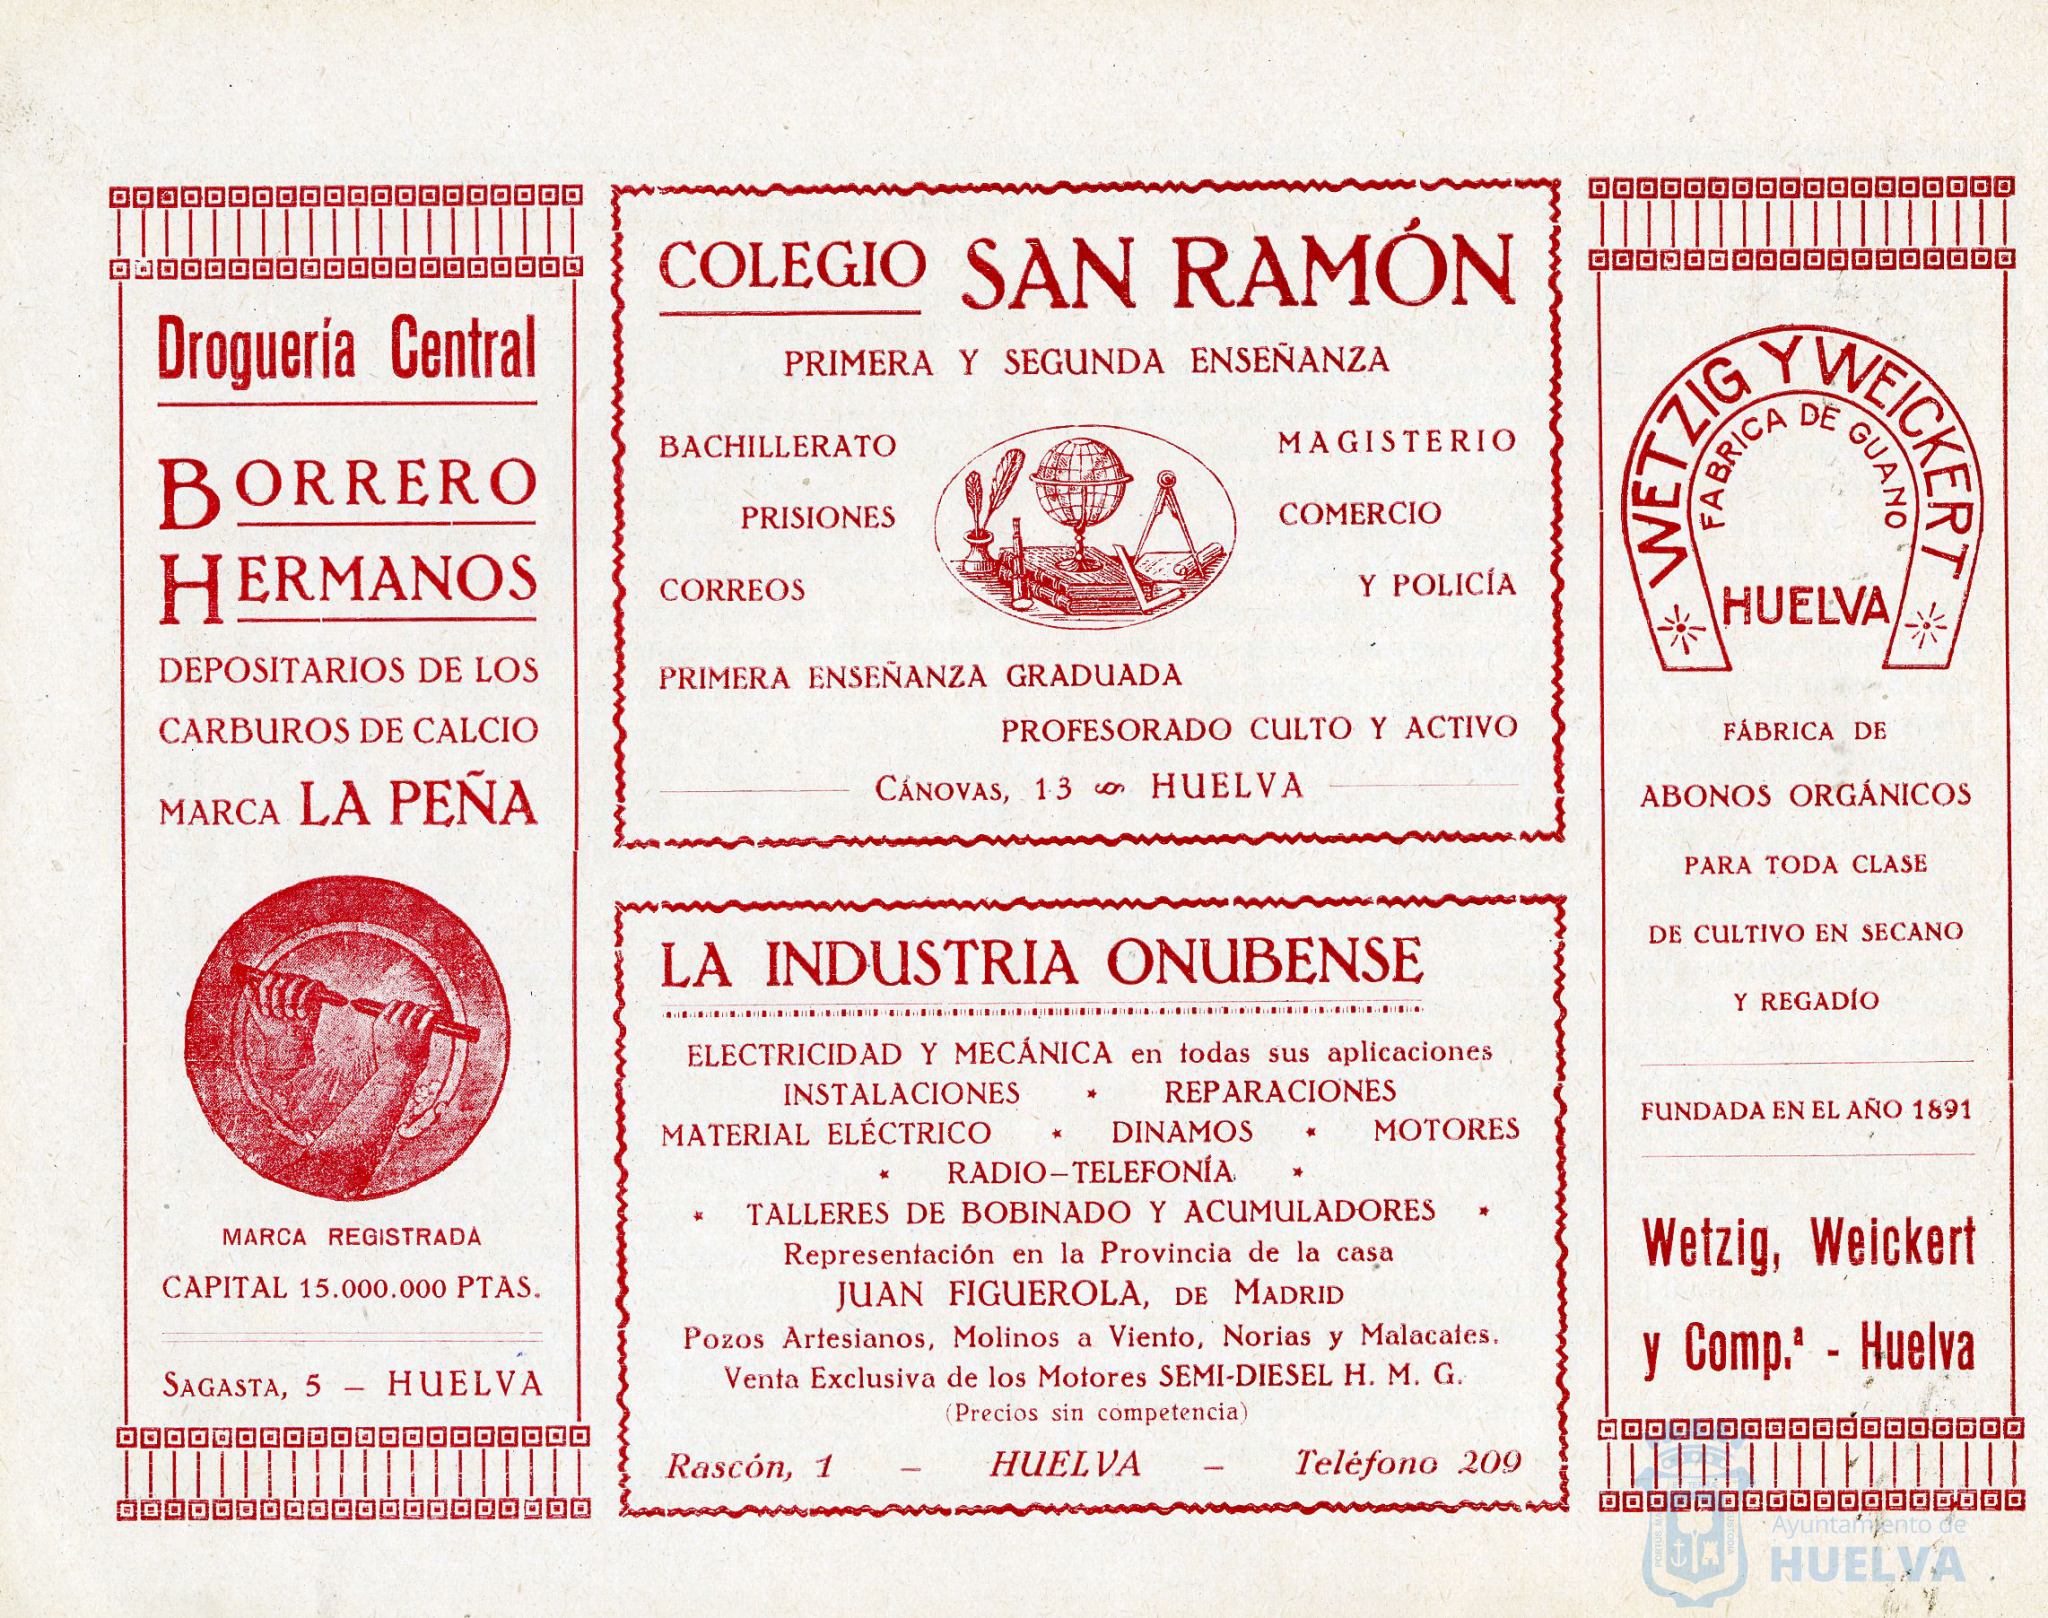 Droguería Central
BORRERO
HERMANOS
DEPOSITARIOS DE LOS
CARBUROS DE CALCIO
MARCA LA PEÑA
MARCA REGISTRADA
CAPITAL 15.000.000 PTAS.
SAGASTA, 5 — HUELVA
COLEGIO SAN RAMÓN
PRIMERA Y SEGUNDA ENSEÑANZA
BACHILLERATO
PRISIONES
CORREOS
MAGISTERIO
COMERCIO
Y POLICÍA
PRIMERA ENSEÑANZA GRADUADA
PROFESORADO CULTO Y ACTIVO
CÁNOVAS, 13 HUELVA
LA INDUSTRIA ONUBENSE
ELECTRICIDAD Y MECÁNICA en todas sus aplicaciones
INSTALACIONES ★ REPARACIONES
MATERIAL ELÉCTRICO ★ DINAMOS ★ MOTORES
★ RADIO-TELEFONÍA ★
★ TALLERES DE BOBINADO Y ACUMULADORES ★
Representación en la Provincia de la casa
JUAN FIGUEROLA, DE MADRID
Pozos Artesianos, Molinos a Viento, Norias y Malacates.
Venta Exclusiva de los Motores SEMI-DIESEL H. M. G.
(Precios sin competencia)
Rascón, 1 — HUELVA — Teléfono 209
WETZIG Y WEICKERT
FABRICA DE GUANO
HUELVA
FÁBRICA DE
ABONOS ORGÁNICOS
PARA TODA CLASE
DE CULTIVO EN SECANO
Y REGADÍO
FUNDADA EN EL AÑO 1891
Wetzig, Weickert
y Comp.ª - Huelva
Ayuntamiento de
HUELVA